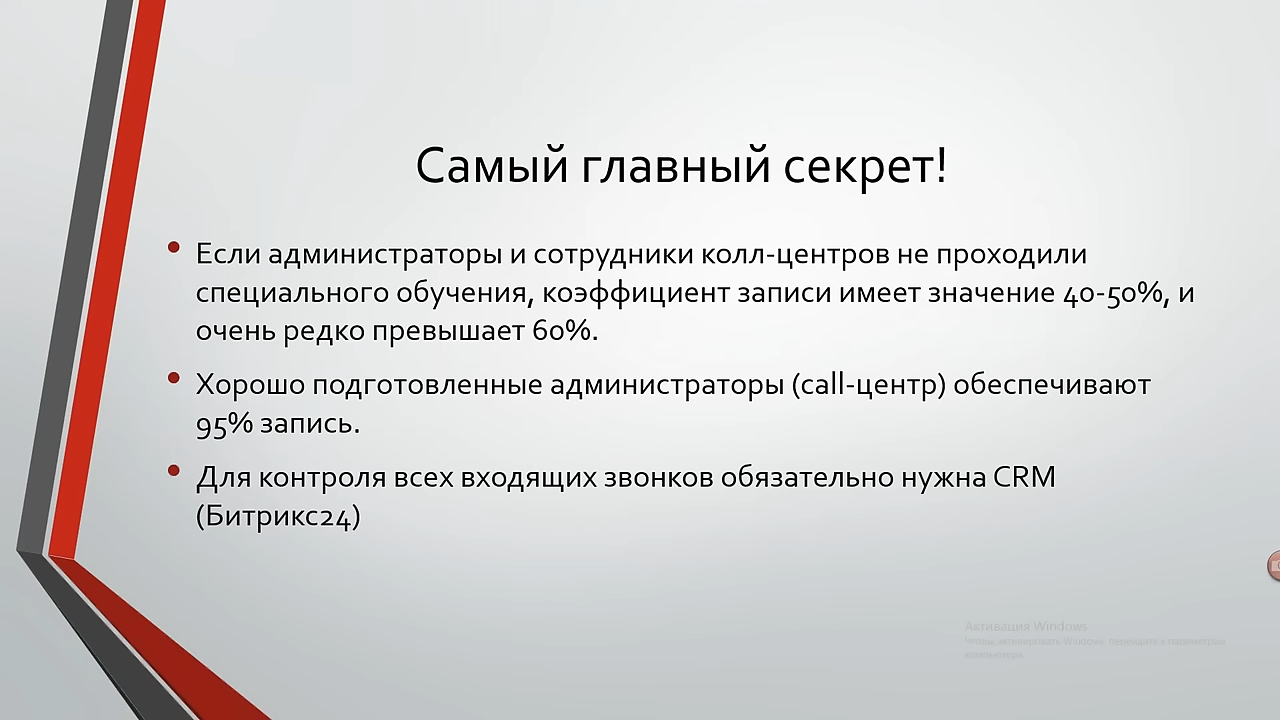 Самый главный секрет!
Если администраторы и сотрудники колл-центров не проходили
специального обучения, коэффициент записи имеет значение 40-50%, и
очень редко превышает 60%.
Хорошо подготовленные администраторы (call-центр) обеспечивают
95% запись.
Для контроля всех входящих звонков обязательно нужна CRM
(Битрикс24)
Активация Windows
Чтобы активировать Windows, перейдите к параметрам
компьютера.